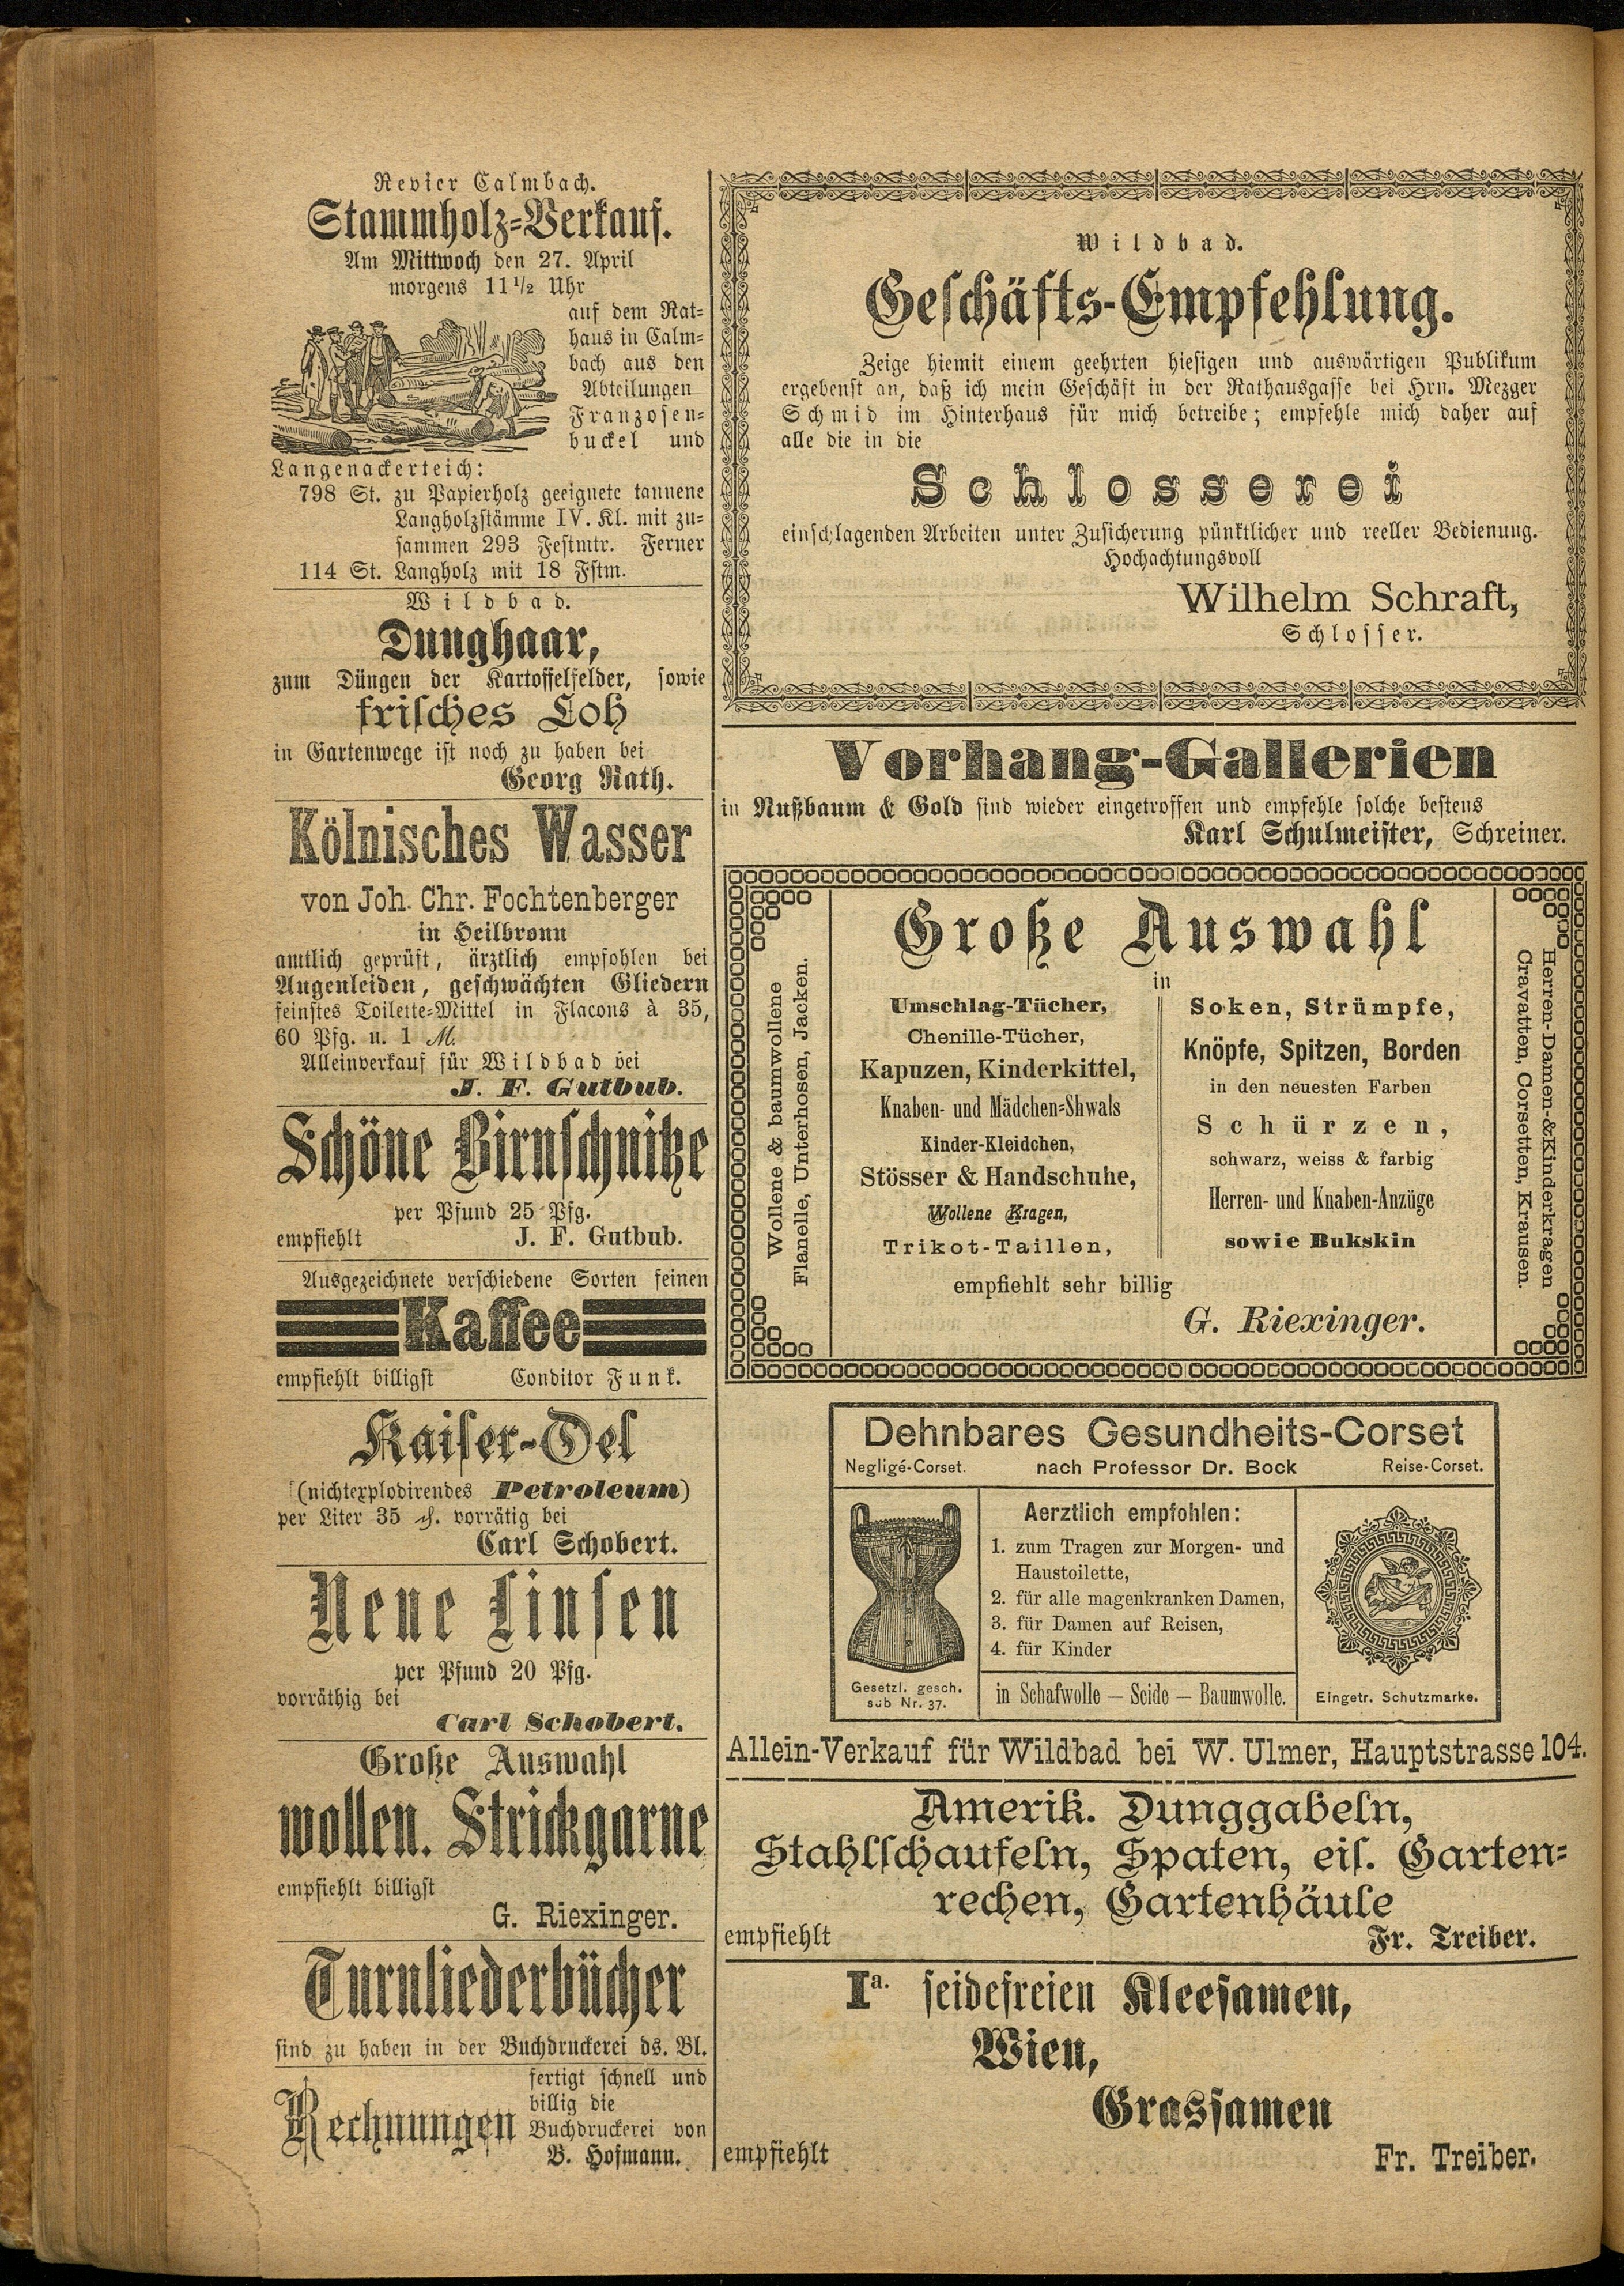 Revier Calmbach.
Stammholz-Verkauf.
Am Mittwoch den 27. April
morgens 11½ Uhr
auf dem Rat-
haus in Calm-
bach aus den
Abteilungen
Franzosen-
buckel und
Langenackerteich:
798 St. zu Papierholz geeignete tannene
Langholzstämme IV. Kl. mit zu-
sammen 293 Festmtr. Ferner
114 St. Langholz mit 18 Fstm.
Wildbad.
Dunghaar,
zum Düngen der Kartoffelfelder, sowie
frisches Loh
in Gartenwege ist noch zu haben bei
Georg Rath.
Kölnisches Wasser
von Joh. Chr. Fochtenberger
in Heilbronn
amtlich geprüft, ärztlich empfohlen bei
Augenleiden, geschwächten Gliedern
feinstes Toilette-Mittel in Flacons à 35,
60 Pfg. u. 1 M.
Alleinverkauf für Wildbad bei
J. F. Gutbub.
Schöne Birnschnitze
per Pfund 25 Pfg.
empfiehlt J. F. Gutbub.
Ausgezeichnete verschiedene Sorten feinen
Kaffee
empfiehlt billigst Conditor Funk.
Kaiser-Oel
(nichtexplodirendes Petroleum)
per Liter 35 ₰. vorrätig bei
Carl Schobert.
Neue Linsen
per Pfund 20 Pfg.
vorräthig bei
Carl Schobert.
Große Auswahl
wollen. Strickgarne
empfiehlt billigst
G. Riexinger.
Turnliederbücher
sind zu haben in der Buchdruckerei ds. Bl.
Rechnungen
fertigt schnell und
billig die
Buchdruckerei von
B. Hofmann.
Wildbad.
Geschäfts-Empfehlung.
Zeige hiemit einem geehrten hiesigen und auswärtigen Publikum
ergebenst an, daß ich mein Geschäft in der Rathausgasse bei Hrn. Mezger
Schmid im Hinterhaus für mich betreibe; empfehle mich daher auf
alle die in die
Schlosserei
einschlagenden Arbeiten unter Zusicherung pünktlicher und reeller Bedienung.
Hochachtungsvoll
Wilhelm Schraft,
Schlosser.
Vorhang-Gallerien
in Nußbaum & Gold sind wieder eingetroffen und empfehle solche bestens
Karl Schulmeister, Schreiner.
Wollene & baumwollene
Flanelle, Unterhosen, Jacken.
Große Auswahl
in
Umschlag-Tücher,
Chenille-Tücher,
Kapuzen, Kinderkittel,
Knaben- und Mädchen-Shwals
Kinder-Kleidchen,
Stösser & Handschuhe,
Wollene Kragen,
Trikot-Taillen,
Soken, Strümpfe,
Knöpfe, Spitzen, Borden
in den neuesten Farben
Schürzen,
schwarz, weiss & farbig
Herren- und Knaben-Anzüge
sowie Bukskin
empfiehlt sehr billig
G. Riexinger.
Herren-Damen-&Kinderkragen
Cravatten, Corsetten, Krausen.
Dehnbares Gesundheits-Corset
Negligé-Corset. nach Professor Dr. Bock Reise-Corset.
Gesetzl. gesch.
sub Nr. 37.
Aerztlich empfohlen:
1. zum Tragen zur Morgen- und
Haustoilette,
2. für alle magenkranken Damen,
3. für Damen auf Reisen,
4. für Kinder
in Schafwolle — Seide — Baumwolle.
Eingetr. Schutzmarke.
Allein-Verkauf für Wildbad bei W. Ulmer, Hauptstrasse 104.
Amerik. Dunggabeln,
Stahlschaufeln, Spaten, eis. Garten-
rechen, Gartenhäule
empfiehlt Fr. Treiber.
Ia. seidefreien Kleesamen,
Wien,
Grassamen
empfiehlt Fr. Treiber.